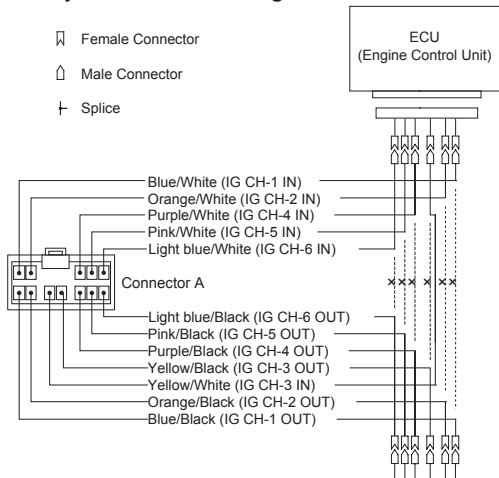 Female Connector
Male Connector
Splice
ECU
(Engine Control Unit)
Blue/White (IG CH-1 IN)
Orange/White (IG CH-2 IN)
Purple/White (IG CH-4 IN)
Pink/White (IG CH-5 IN)
Light blue/White (IG CH-6 IN)
Connector A
Light blue/Black (IG CH-6 OUT)
Pink/Black (IG CH-5 OUT)
Purple/Black (IG CH-4 OUT)
Yellow/Black (IG CH-3 OUT)
Yellow/White (IG CH-3 IN)
Orange/Black (IG CH-2 OUT)
Blue/Black (IG CH-1 OUT)